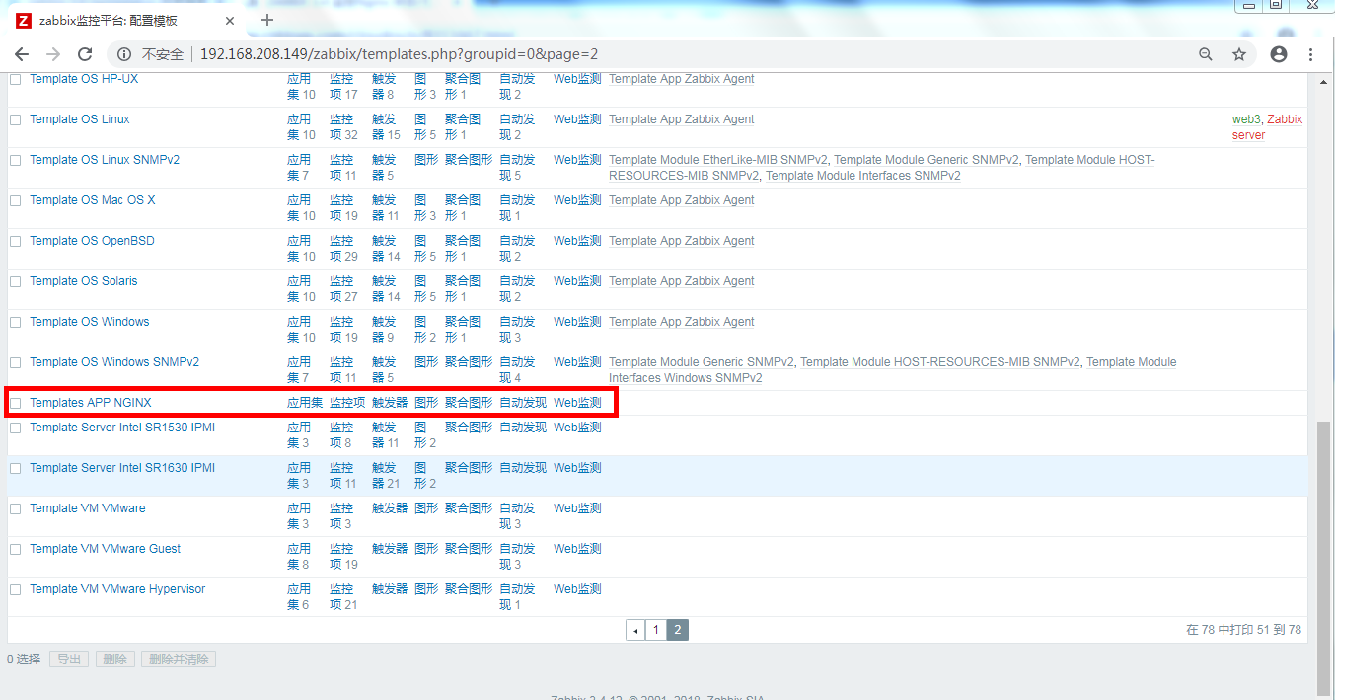 zabbix监控平台: 配置模板
不安全 192.168.208.149/zabbix/templates.php?groupid=0&page=2
Template OS HP-UX 应用集 10 监控项 17 触发器 8 图形 3 聚合图形 1 自动发现 2 Web监测 Template App Zabbix Agent
Template OS Linux 应用集 10 监控项 32 触发器 15 图形 5 聚合图形 1 自动发现 2 Web监测 Template App Zabbix Agent web3, Zabbix server
Template OS Linux SNMPv2 应用集 7 监控项 11 触发器 5 图形 聚合图形 自动发现 5 Web监测 Template Module EtherLike-MIB SNMPv2, Template Module Generic SNMPv2, Template Module HOST-RESOURCES-MIB SNMPv2, Template Module Interfaces SNMPv2
Template OS Mac OS X 应用集 10 监控项 19 触发器 11 图形 3 聚合图形 1 自动发现 1 Web监测 Template App Zabbix Agent
Template OS OpenBSD 应用集 10 监控项 29 触发器 14 图形 5 聚合图形 1 自动发现 2 Web监测 Template App Zabbix Agent
Template OS Solaris 应用集 10 监控项 27 触发器 14 图形 5 聚合图形 1 自动发现 2 Web监测 Template App Zabbix Agent
Template OS Windows 应用集 10 监控项 19 触发器 9 图形 2 聚合图形 1 自动发现 3 Web监测 Template App Zabbix Agent
Template OS Windows SNMPv2 应用集 7 监控项 11 触发器 5 图形 聚合图形 自动发现 4 Web监测 Template Module Generic SNMPv2, Template Module HOST-RESOURCES-MIB SNMPv2, Template Module Interfaces Windows SNMPv2
Templates APP NGINX 应用集 监控项 触发器 图形 聚合图形 自动发现 Web监测
Template Server Intel SR1530 IPMI 应用集 3 监控项 8 触发器 11 图形 2 聚合图形 自动发现 Web监测
Template Server Intel SR1630 IPMI 应用集 3 监控项 11 触发器 21 图形 2 聚合图形 自动发现 Web监测
Template VM VMware 应用集 3 监控项 3 触发器 图形 聚合图形 自动发现 3 Web监测
Template VM VMware Guest 应用集 8 监控项 19 触发器 图形 聚合图形 自动发现 3 Web监测
Template VM VMware Hypervisor 应用集 6 监控项 21 触发器 图形 聚合图形 自动发现 1 Web监测
1 2 在 78 中打印 51 到 78
0 选择 导出 删除 删除并清除
Zabbix 3.4.12. © 2001–2018, Zabbix SIA